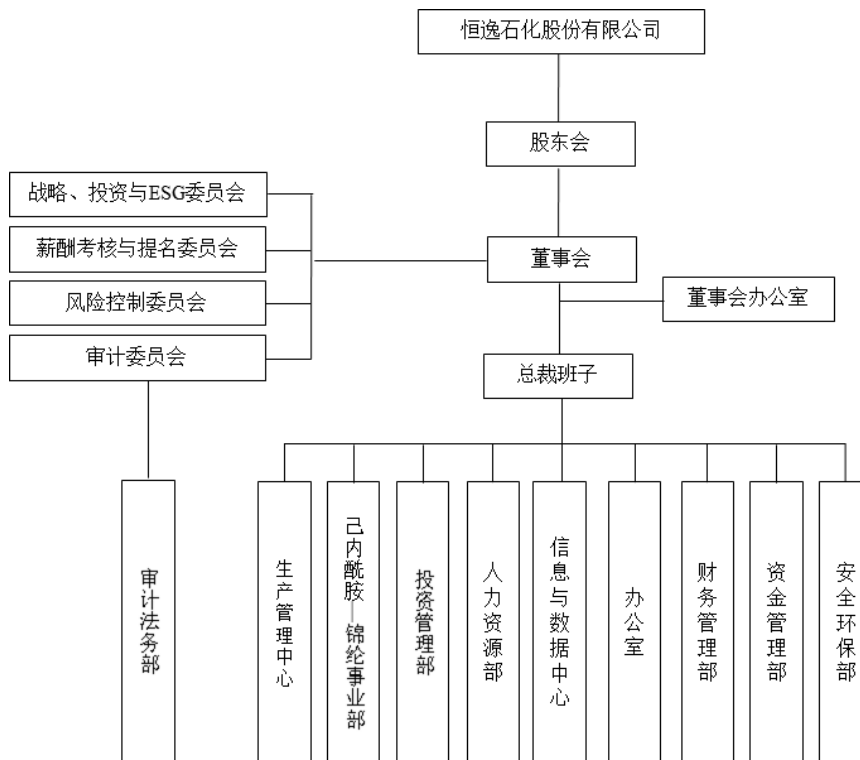 恒逸石化股份有限公司
股东会
战略、投资与ESG委员会
薪酬考核与提名委员会
董事会
风险控制委员会
董事会办公室
审计委员会
总裁班子
审计法务部
生产管理中心
己内酰胺—锦纶事业部
投资管理部
人力资源部
信息与数据中心
办公室
财务管理部
资金管理部
安全环保部